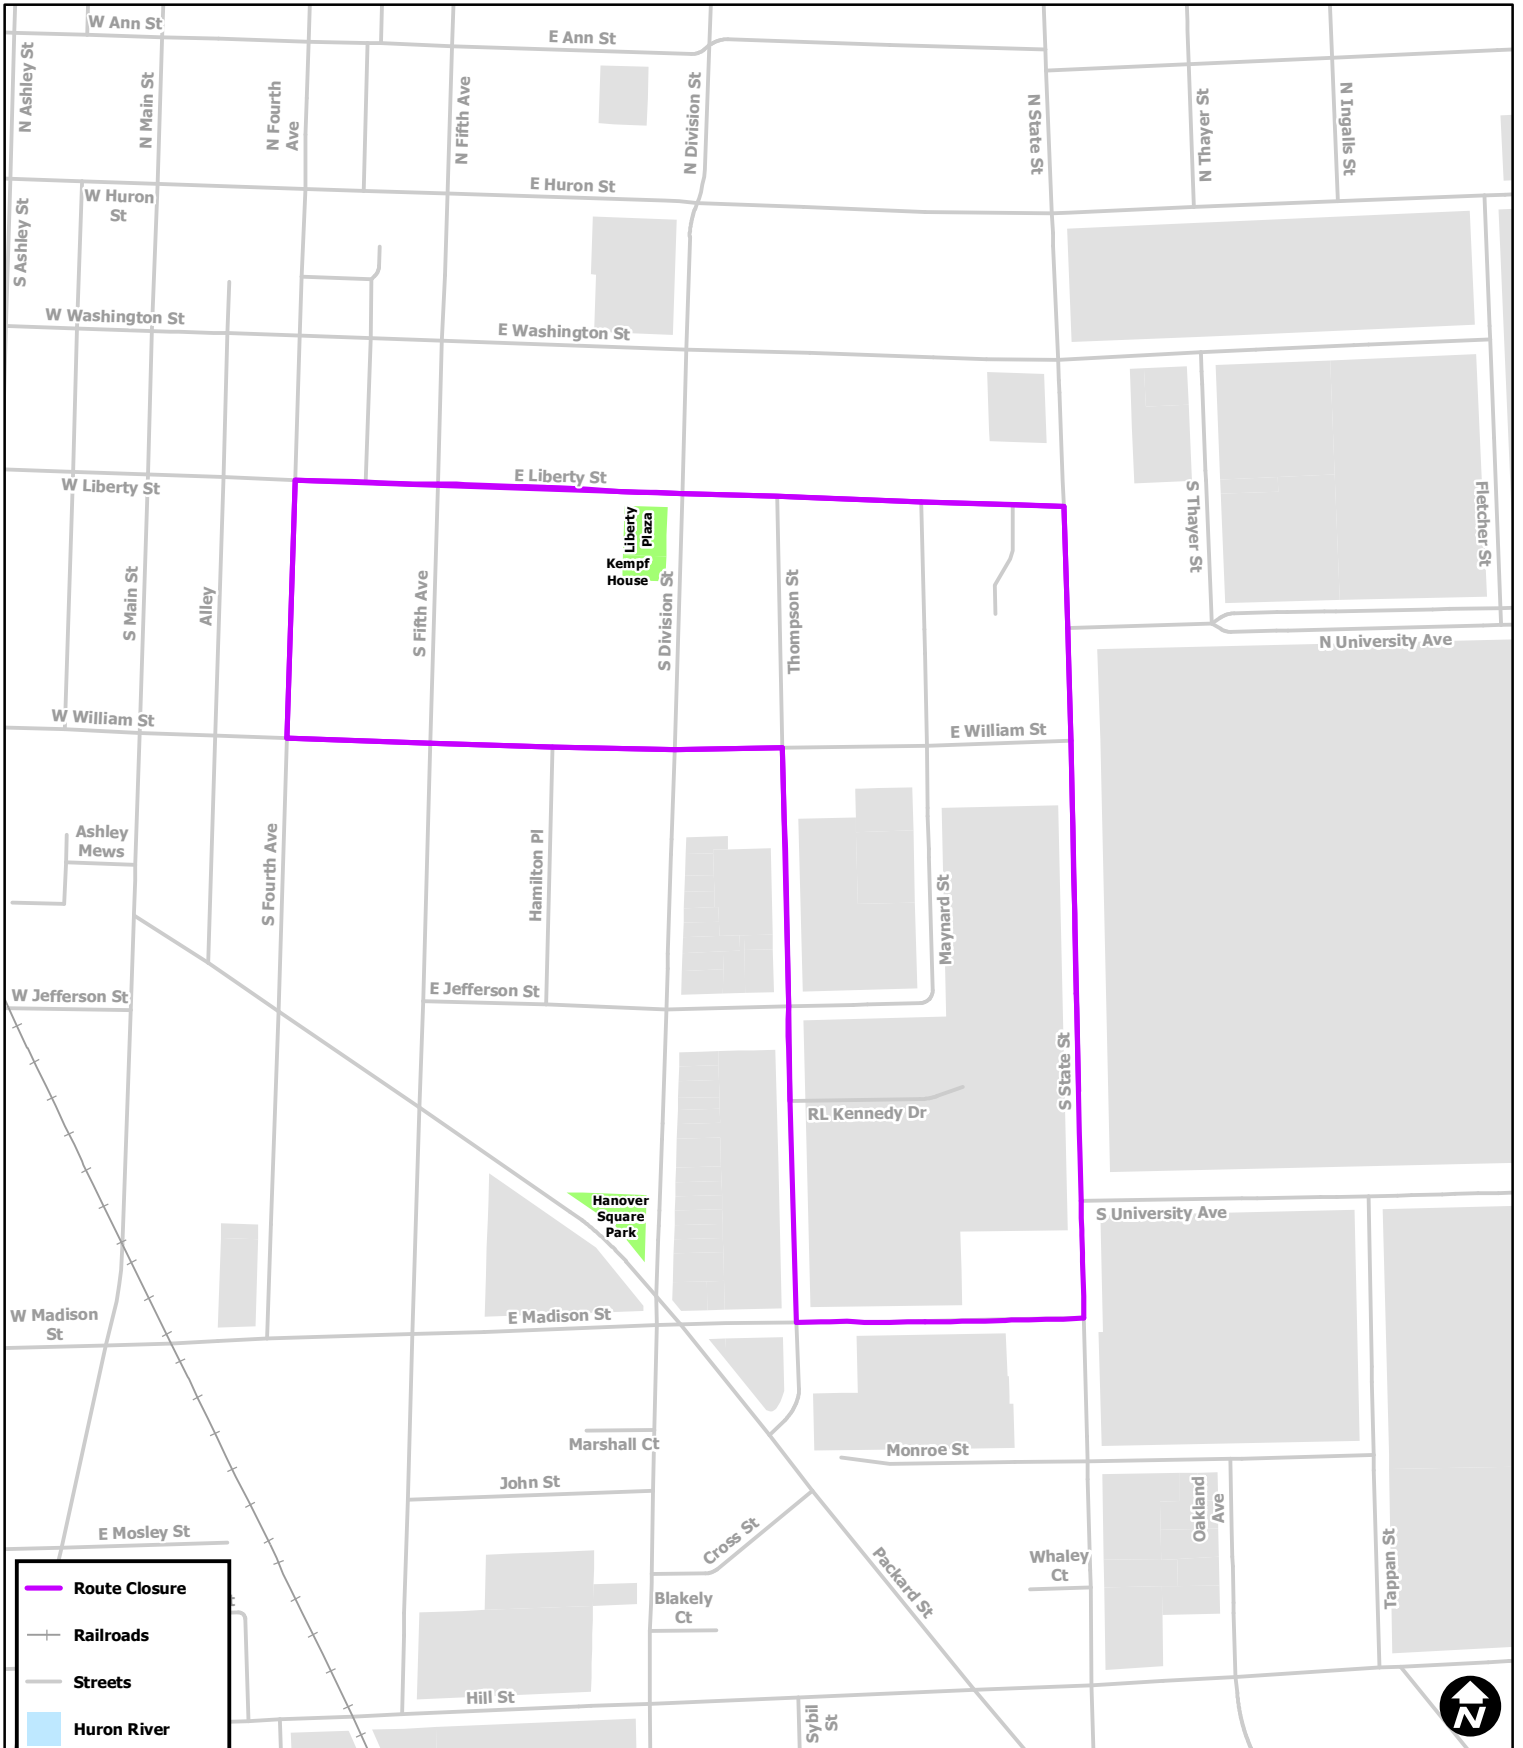 W Ann St
E Ann St
N Ashley St
N Main St
N Fourth
Ave
N Fifth Ave
N Division St
N State St
N Thayer St
N Ingalls St
W Huron
St
E Huron St
S Ashley St
W Washington St
E Washington St
W Liberty St
E Liberty St
S Thayer St
Fletcher St
Liberty
Plaza
Kempf
House
S Main St
Alley
S Fifth Ave
S Division St
Thompson St
N University Ave
W William St
E William St
Ashley
Mews
S Fourth Ave
Hamilton Pl
Maynard St
W Jefferson St
E Jefferson St
S State St
RL Kennedy Dr
Hanover
Square
Park
S University Ave
W Madison
St
E Madison St
Marshall Ct
Monroe St
John St
Oakland
Ave
E Mosley St
Cross St
Packard St
Whaley
Ct
Tappan St
Blakely
Ct
Hill St
Sybil
St
Route Closure
Railroads
Streets
Huron River
N